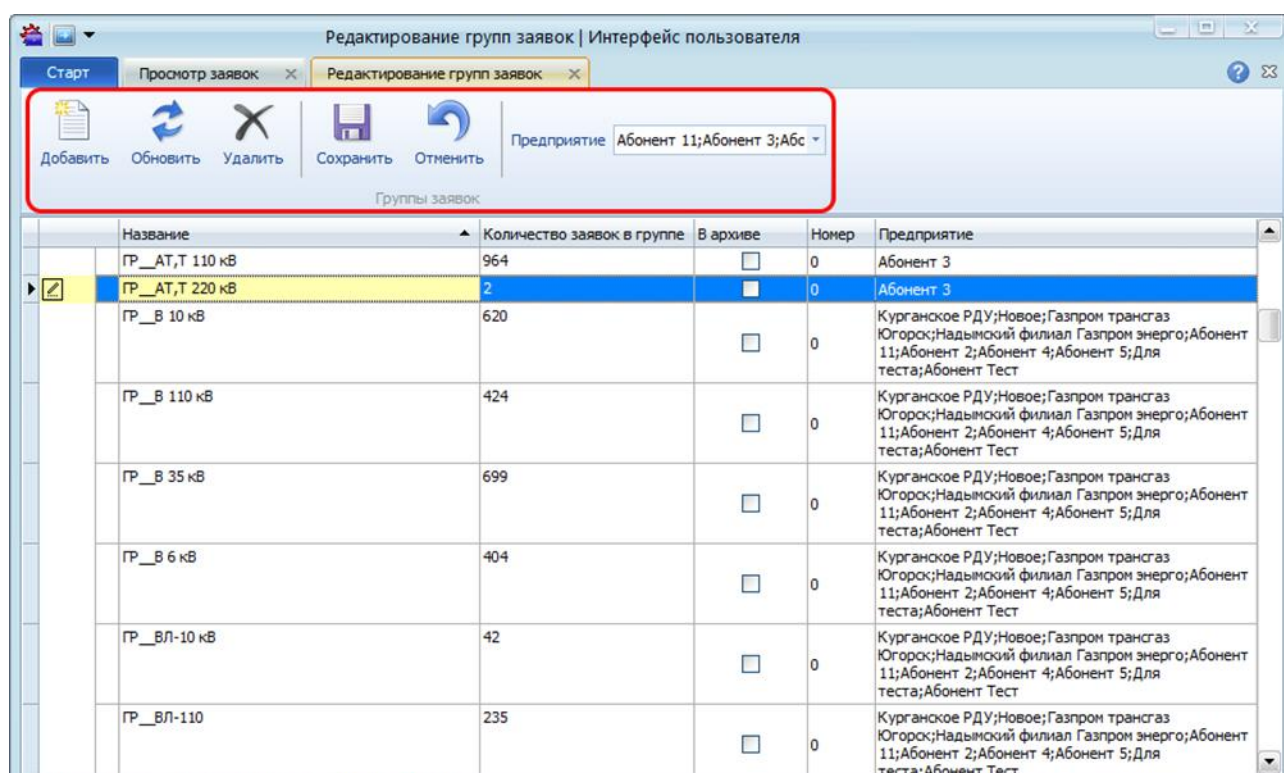 Редактирование групп заявок | Интерфейс пользователя
Старт Просмотр заявок Редактирование групп заявок
Добавить Обновить Удалить Сохранить Отменить Предприятие Абонент 11;Абонент 3;Абс
Группы заявок
Название Количество заявок в группе В архиве Номер Предприятие
ГР__АТ,Т 110 кВ 964 0 Абонент 3
ГР__АТ,Т 220 кВ 2 0 Абонент 3
ГР__В 10 кВ 620 0 Курганское РДУ;Новое;Газпром трансгаз
Югорск;Надымский филиал Газпром энерго;Абонент
11;Абонент 2;Абонент 4;Абонент 5;Для
теста;Абонент Тест
ГР__В 110 кВ 424 0 Курганское РДУ;Новое;Газпром трансгаз
Югорск;Надымский филиал Газпром энерго;Абонент
11;Абонент 2;Абонент 4;Абонент 5;Для
теста;Абонент Тест
ГР__В 35 кВ 699 0 Курганское РДУ;Новое;Газпром трансгаз
Югорск;Надымский филиал Газпром энерго;Абонент
11;Абонент 2;Абонент 4;Абонент 5;Для
теста;Абонент Тест
ГР__В 6 кВ 404 0 Курганское РДУ;Новое;Газпром трансгаз
Югорск;Надымский филиал Газпром энерго;Абонент
11;Абонент 2;Абонент 4;Абонент 5;Для
теста;Абонент Тест
ГР__ВЛ-10 кВ 42 0 Курганское РДУ;Новое;Газпром трансгаз
Югорск;Надымский филиал Газпром энерго;Абонент
11;Абонент 2;Абонент 4;Абонент 5;Для
теста;Абонент Тест
ГР__ВЛ-110 235 0 Курганское РДУ;Новое;Газпром трансгаз
Югорск;Надымский филиал Газпром энерго;Абонент
11;Абонент 2;Абонент 4;Абонент 5;Для
теста;Абонент Тест